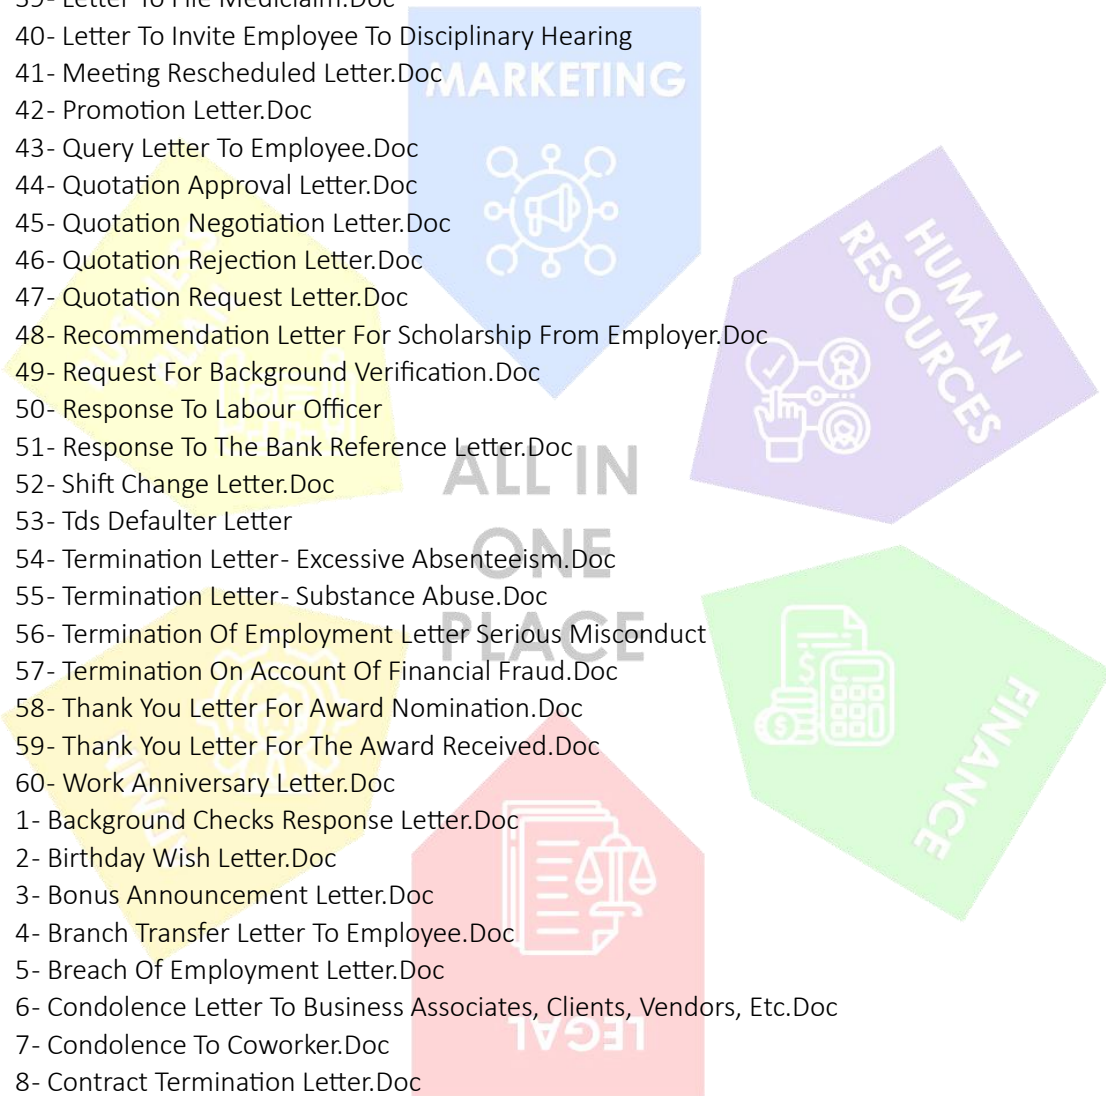 39- Letter To File Mediclaim.Doc
40- Letter To Invite Employee To Disciplinary Hearing
41- Meeting Rescheduled Letter.Doc
42- Promotion Letter.Doc
43- Query Letter To Employee.Doc
44- Quotation Approval Letter.Doc
45- Quotation Negotiation Letter.Doc
46- Quotation Rejection Letter.Doc
47- Quotation Request Letter.Doc
48- Recommendation Letter For Scholarship From Employer.Doc
49- Request For Background Verification.Doc
50- Response To Labour Officer
51- Response To The Bank Reference Letter.Doc
52- Shift Change Letter.Doc
53- Tds Defaulter Letter
54- Termination Letter- Excessive Absenteeism.Doc
55- Termination Letter- Substance Abuse.Doc
56- Termination Of Employment Letter Serious Misconduct
57- Termination On Account Of Financial Fraud.Doc
58- Thank You Letter For Award Nomination.Doc
59- Thank You Letter For The Award Received.Doc
60- Work Anniversary Letter.Doc
1- Background Checks Response Letter.Doc
2- Birthday Wish Letter.Doc
3- Bonus Announcement Letter.Doc
4- Branch Transfer Letter To Employee.Doc
5- Breach Of Employment Letter.Doc
6- Condolence Letter To Business Associates, Clients, Vendors, Etc.Doc
7- Condolence To Coworker.Doc
8- Contract Termination Letter.Doc
MARKETING
HUMAN
RESOURCES
ALL IN
ONE
PLACE
FINANCE
LEGAL